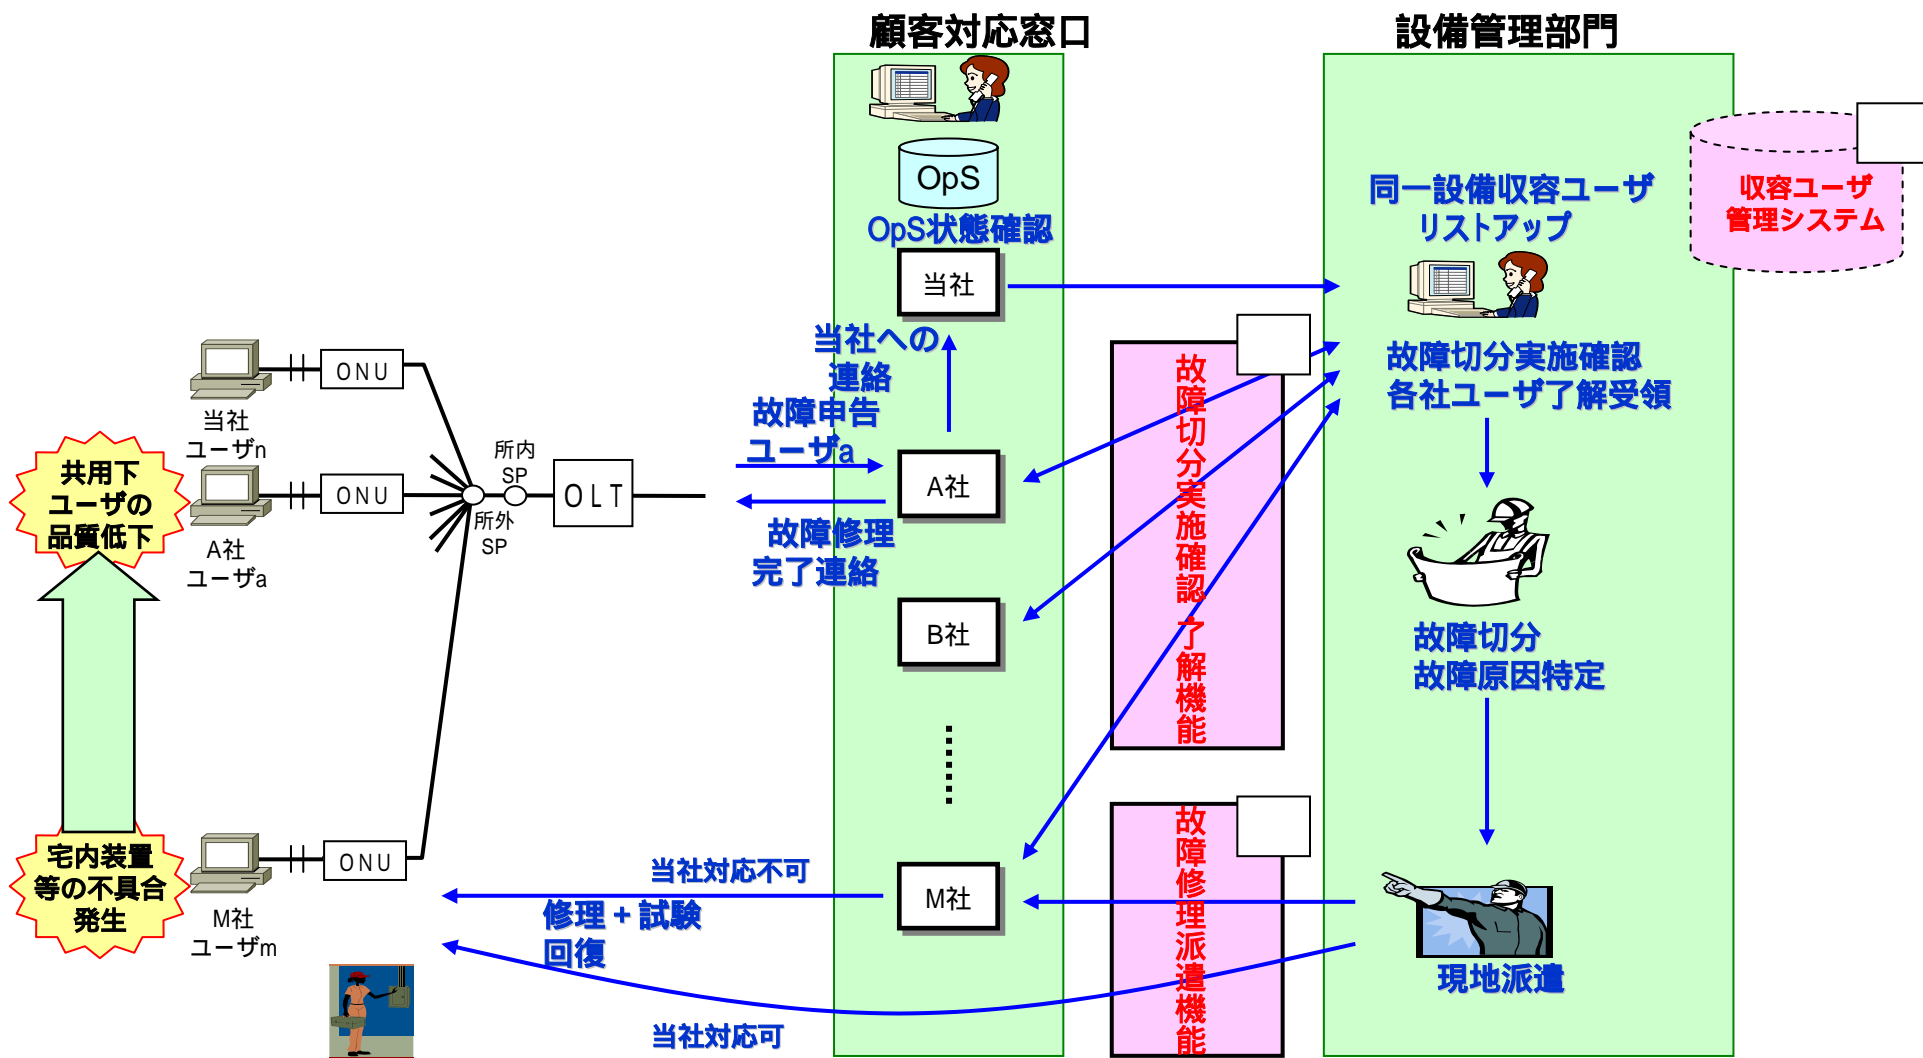 顧客対応窓口
設備管理部門
OpS
OpS状態確認
当社
当社への
連絡
故障申告
ユーザa
A社
故障修理
完了連絡
B社
M社
同一設備収容ユーザ
リストアップ
収容ユーザ
管理システム
故障切分実施確認
各社ユーザ了解受領
故障切分
故障原因特定
現地派遣
故障切分実施確認 了解機能
故障修理派遣機能
ONU
当社
ユーザn
ONU
A社
ユーザa
所内
SP
所外
SP
OLT
共用下
ユーザの
品質低下
宅内装置
等の不具合
発生
ONU
M社
ユーザm
当社対応不可
修理+試験
回復
当社対応可